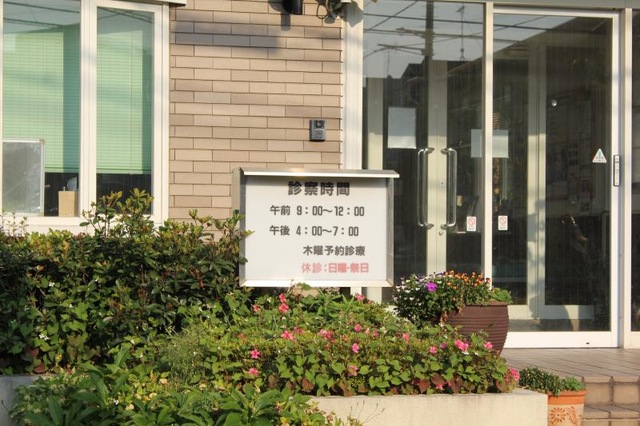 診察時間
午前 9：00〜12：00
午後 4：00〜7：00
木曜予約診療
休診：日曜・祭日